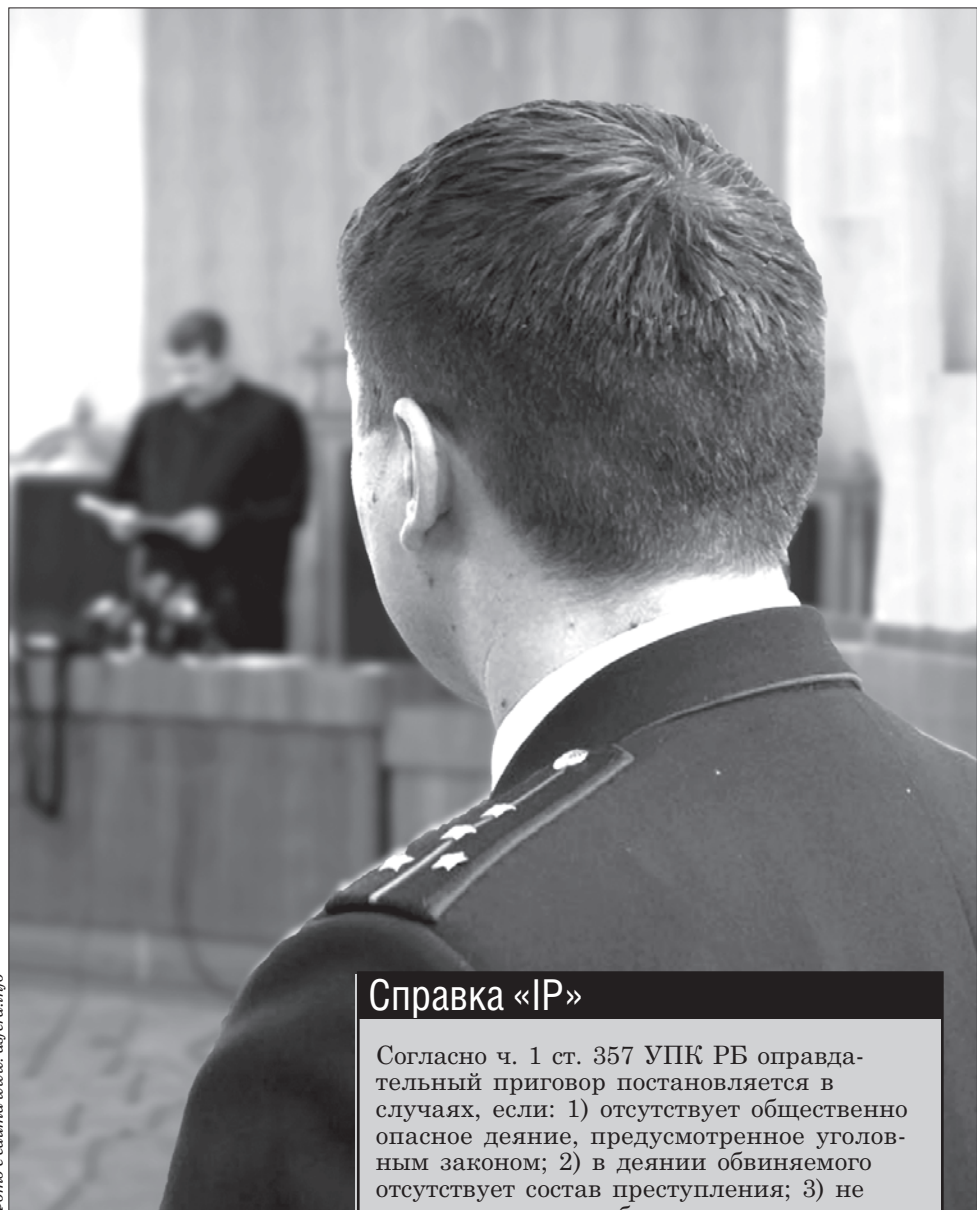 Справка «IP»
Согласно ч. 1 ст. 357 УПК РБ оправда-
тельный приговор постановляется в
случаях, если: 1) отсутствует общественно
опасное деяние, предусмотренное уголов-
ным законом; 2) в деянии обвиняемого
отсутствует состав преступления; 3) не